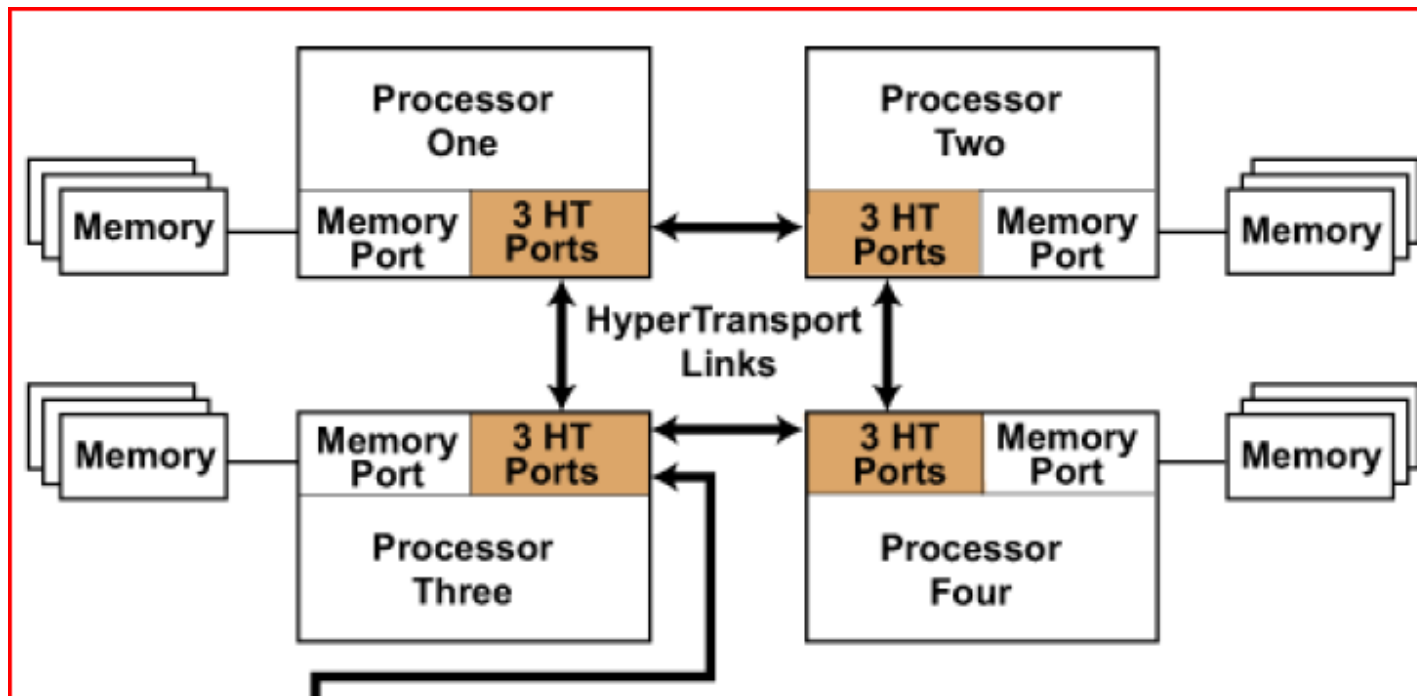 Processor
One
Processor
Two
Memory
Memory
Port
3 HT
Ports
3 HT
Ports
Memory
Port
Memory
HyperTransport
Links
Memory
Memory
Port
3 HT
Ports
3 HT
Ports
Memory
Port
Memory
Processor
Three
Processor
Four